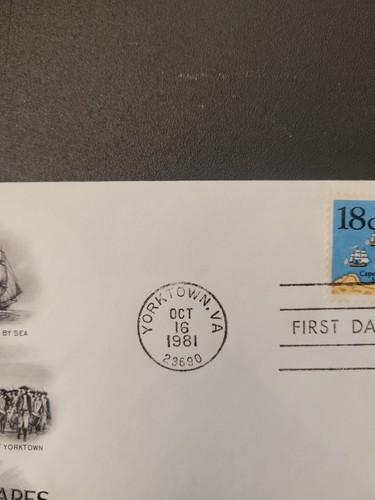 18c
Cape
BY SEA
YORKTOWN, VA
OCT
16
1981
23690
FIRST DA
YORKTOWN
APES